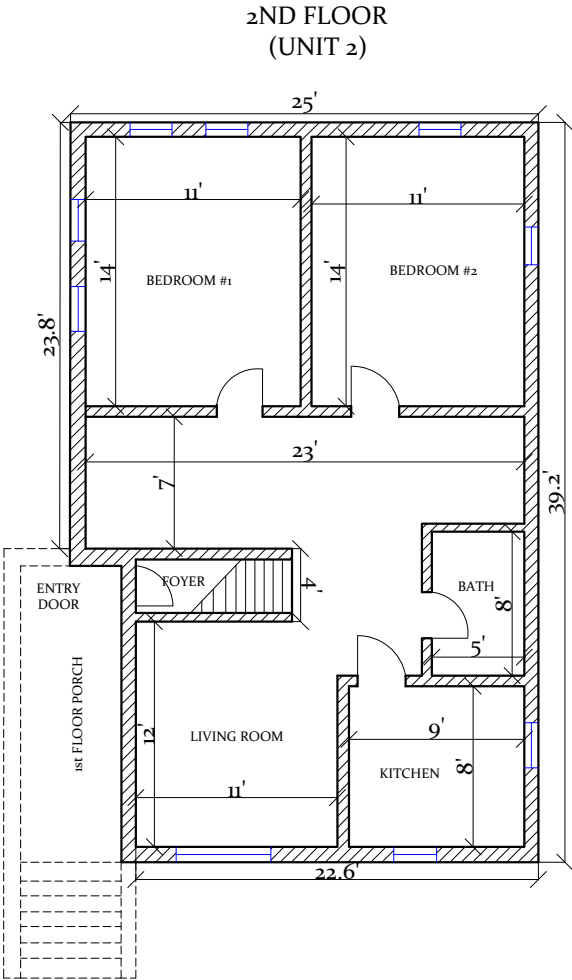 2ND FLOOR
(UNIT 2)
25'
11'
11'
14'
BEDROOM #1
14'
BEDROOM #2
23.8'
23'
7'
39.2'
ENTRY
DOOR
FOYER
4'
BATH
8'
5'
1st FLOOR PORCH
12'
LIVING ROOM
11'
9'
KITCHEN
8'
22.6'